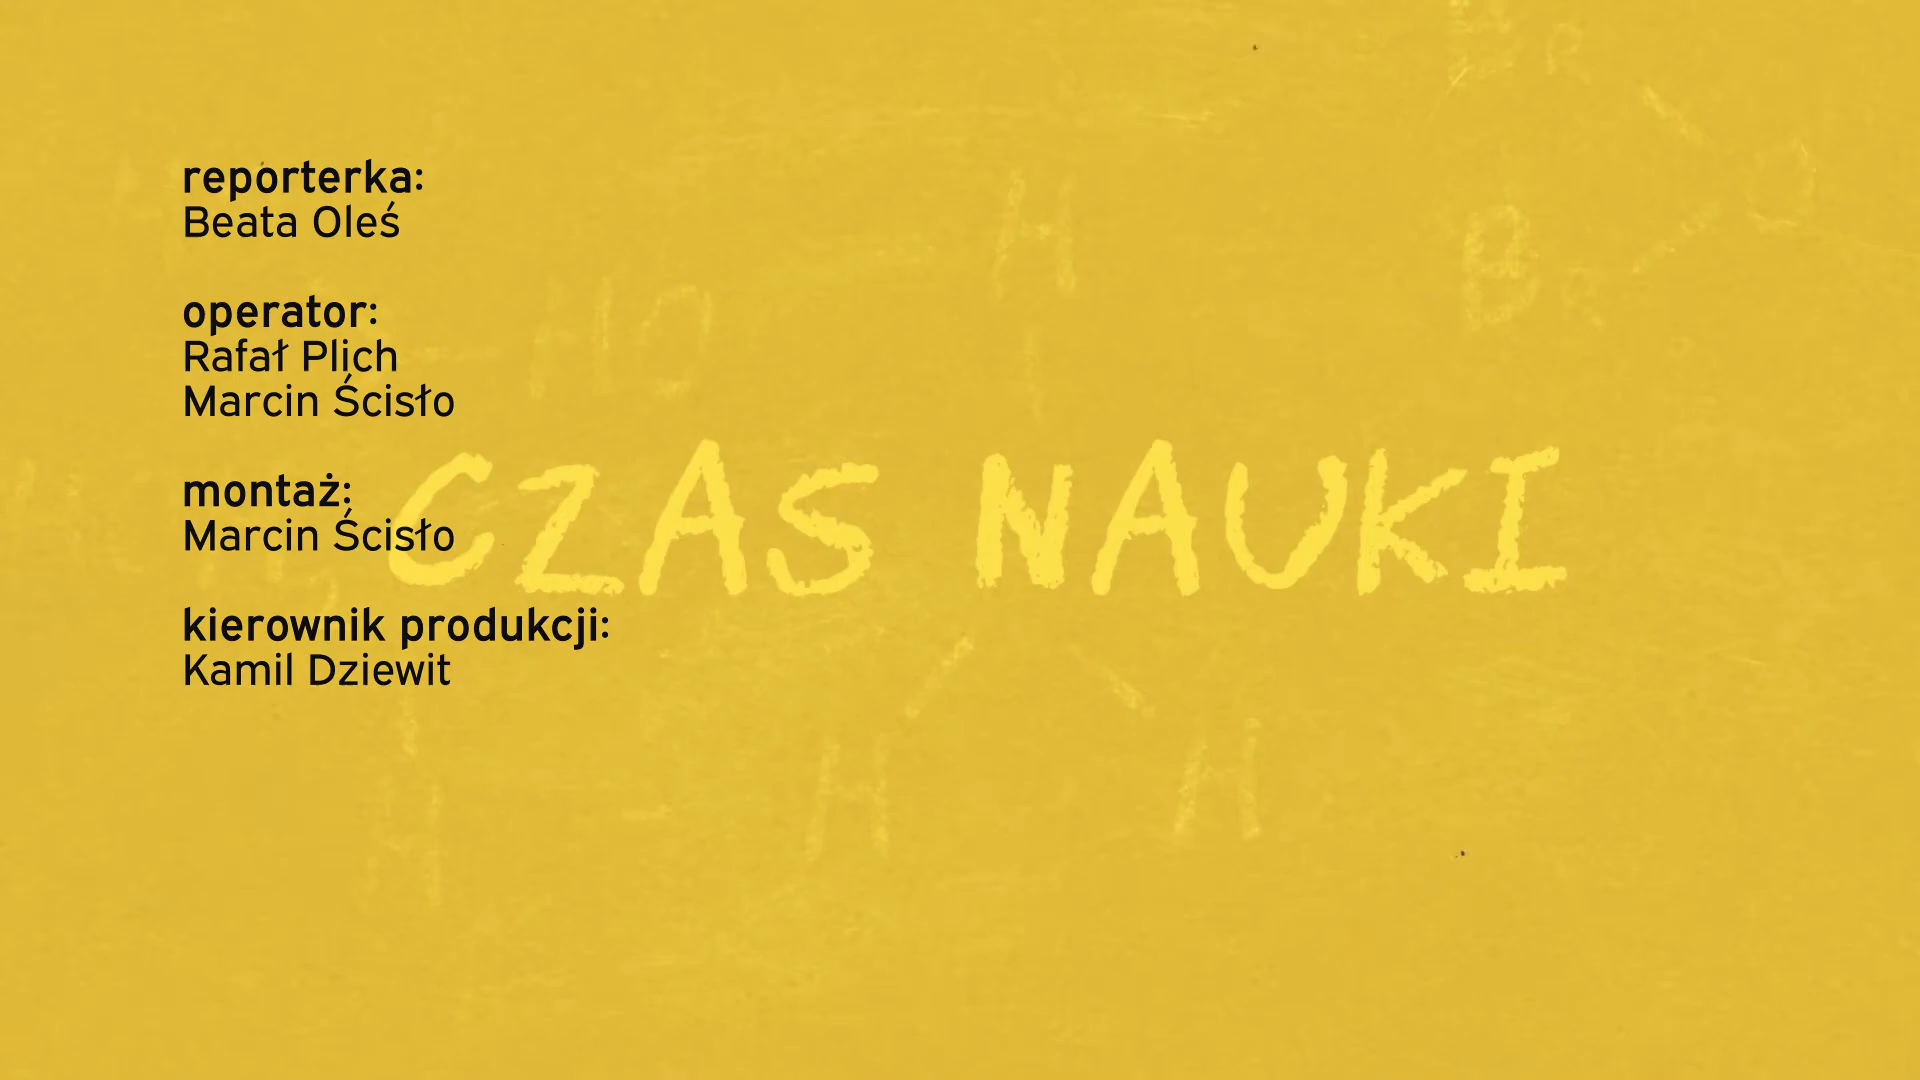 reporterka:
Beata Oleś
operator:
Rafał Plich
Marcin Ścisło
montaż:
Marcin Ścisło
kierownik produkcji:
Kamil Dziewit
CZAS NAUKI
H
H
H